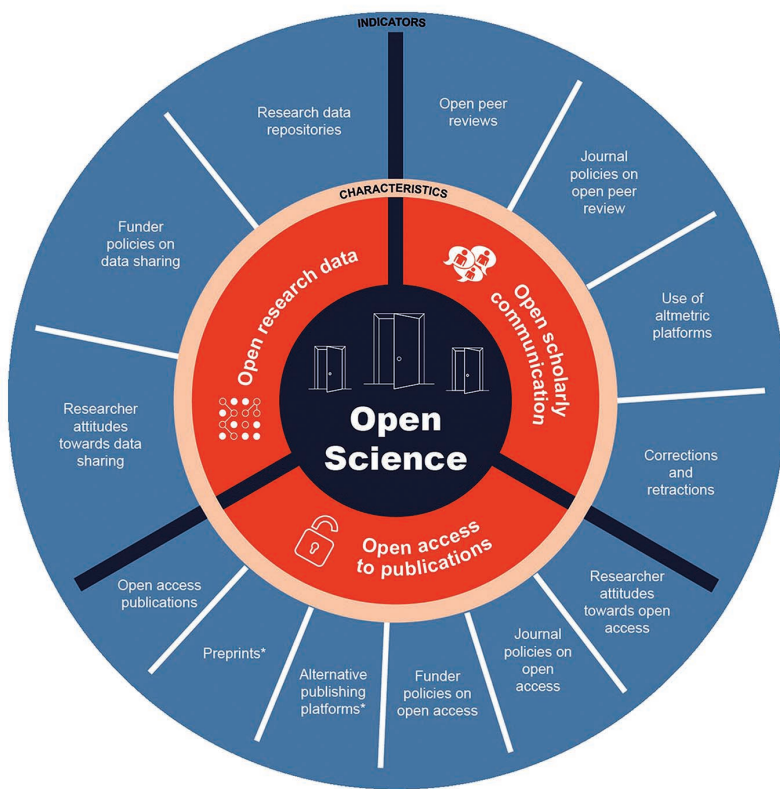 INDICATORS
Research data
repositories
Open peer
reviews
Journal
policies on
open peer
review
Funder
policies on
data sharing
CHARACTERISTICS
Open research data
Open scholarly
communication
Use of
altmetric
platforms
Researcher
attitudes
towards data
sharing
Open
Science
Corrections
and
retractions
Open access
to publications
Open access
publications
Researcher
attitudes
towards open
access
Preprints*
Alternative
publishing
platforms*
Funder
policies on
open access
Journal
policies on
open
access